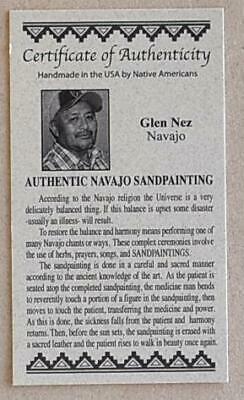 Certificate of Authenticity
Handmade in the USA by Native Americans
Glen Nez
Navajo
AUTHENTIC NAVAJO SANDPAINTING
According to the Navajo religion the Universe is a very
delicately balanced thing. If this balance is upset some disaster
-usually an illness- will result.
To restore the balance and harmony means performing one of
many Navajo chants or ways. These complex ceremonies involve
the use of herbs, prayers, songs, and SANDPAINTINGS.
The sandpainting is done in a careful and sacred manner
according to the ancient knowledge of the art. As the patient is
seated atop the completed sandpainting, the medicine man bends
to reverently touch a portion of a figure in the sandpainting, then
moves to touch the patient, transferring the medicine and power.
As this is done, the sickness falls from the patient and harmony
returns. Then, before the sun sets, the sandpainting is erased with
a sacred leather and the patient rises to walk in beauty once again.